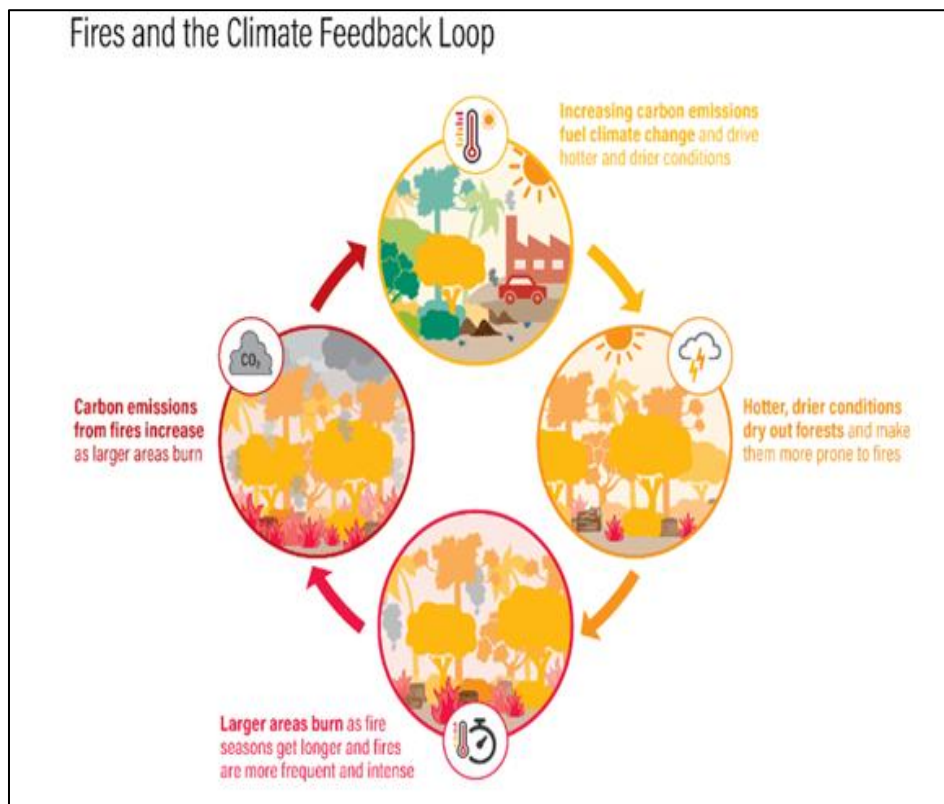 Fires and the Climate Feedback Loop
Increasing carbon emissions
fuel climate change and drive
hotter and drier conditions
CO₂
Carbon emissions
from fires increase
as larger areas burn
Hotter, drier conditions
dry out forests and make
them more prone to fires
Larger areas burn as fire
seasons get longer and fires
are more frequent and intense